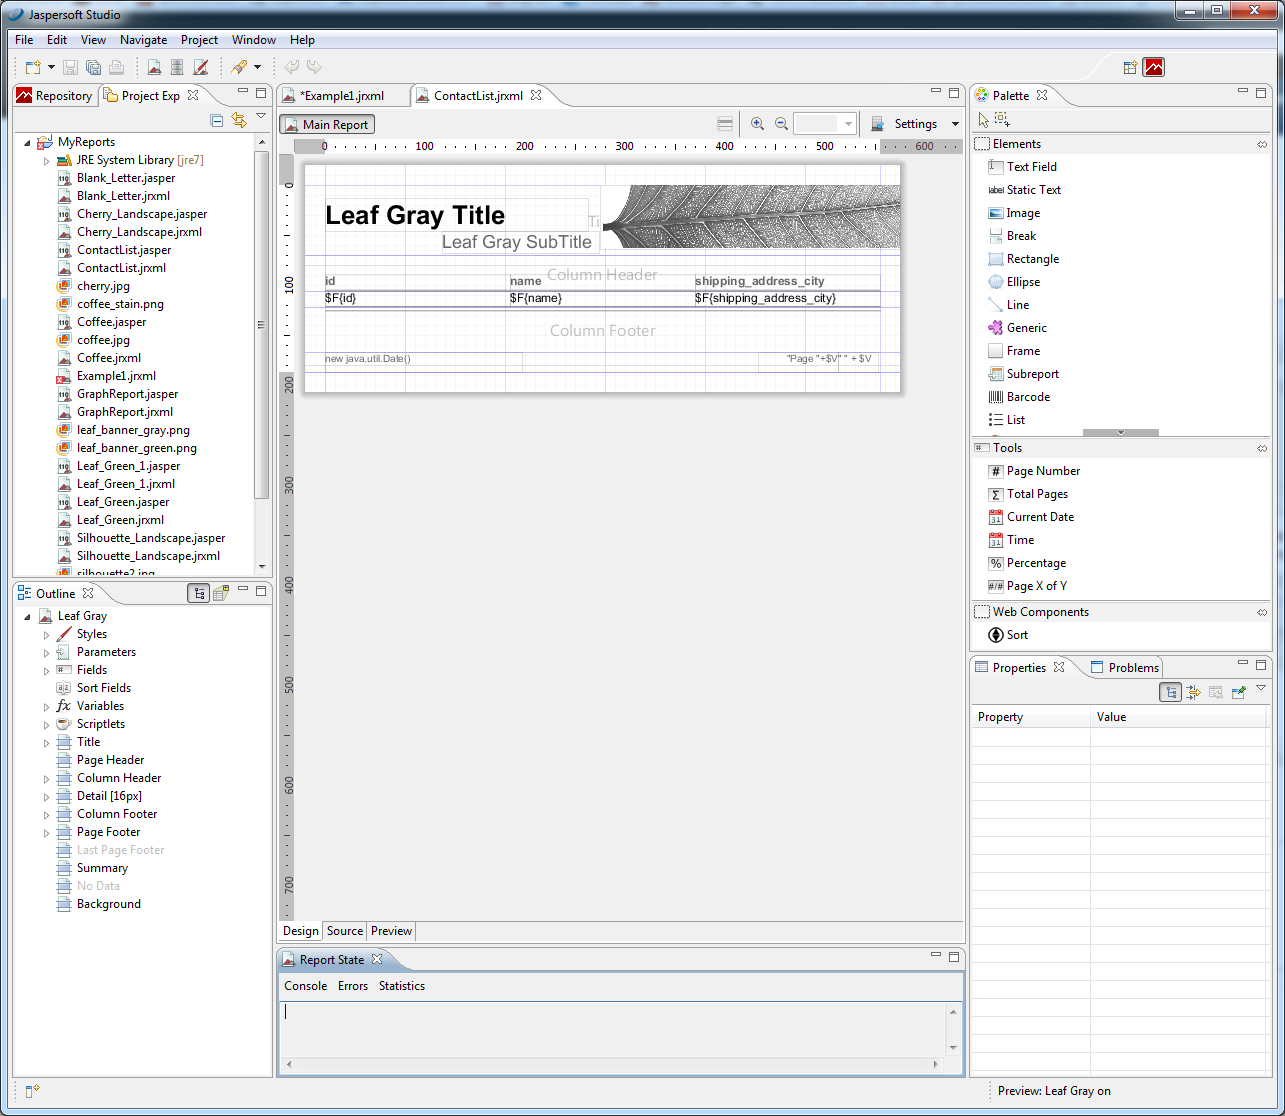 Jaspersoft Studio
File Edit View Navigate Project Window Help
Repository Project Exp
MyReports
JRE System Library [jre7]
Blank_Letter.jasper
Blank_Letter.jrxml
Cherry_Landscape.jasper
Cherry_Landscape.jrxml
ContactList.jasper
ContactList.jrxml
cherry.jpg
coffee_stain.png
Coffee.jasper
coffee.jpg
Coffee.jrxml
Example1.jrxml
GraphReport.jasper
GraphReport.jrxml
leaf_banner_gray.png
leaf_banner_green.png
Leaf_Green_1.jasper
Leaf_Green_1.jrxml
Leaf_Green.jasper
Leaf_Green.jrxml
Silhouette_Landscape.jasper
Silhouette_Landscape.jrxml
silhouette2.jpg
Outline
Leaf Gray
Styles
Parameters
Fields
Sort Fields
Variables
Scriptlets
Title
Page Header
Column Header
Detail [16px]
Column Footer
Page Footer
Last Page Footer
Summary
No Data
Background
*Example1.jrxml ContactList.jrxml
Main Report
Settings
0 100 200 300 400 500 600
0
100
200
300
400
500
600
700
Leaf Gray Title
Ti
Leaf Gray SubTitle
Column Header
id name shipping_address_city
$F{id} $F{name} $F{shipping_address_city}
Column Footer
new java.util.Date() "Page "+$V" " + $V
Design Source Preview
Report State
Console Errors Statistics
Palette
Elements
Text Field
label Static Text
Image
Break
Rectangle
Ellipse
Line
Generic
Frame
Subreport
Barcode
List
Tools
# Page Number
Σ Total Pages
31 Current Date
31 Time
% Percentage
#/# Page X of Y
Web Components
Sort
Properties Problems
Property Value
Preview: Leaf Gray on